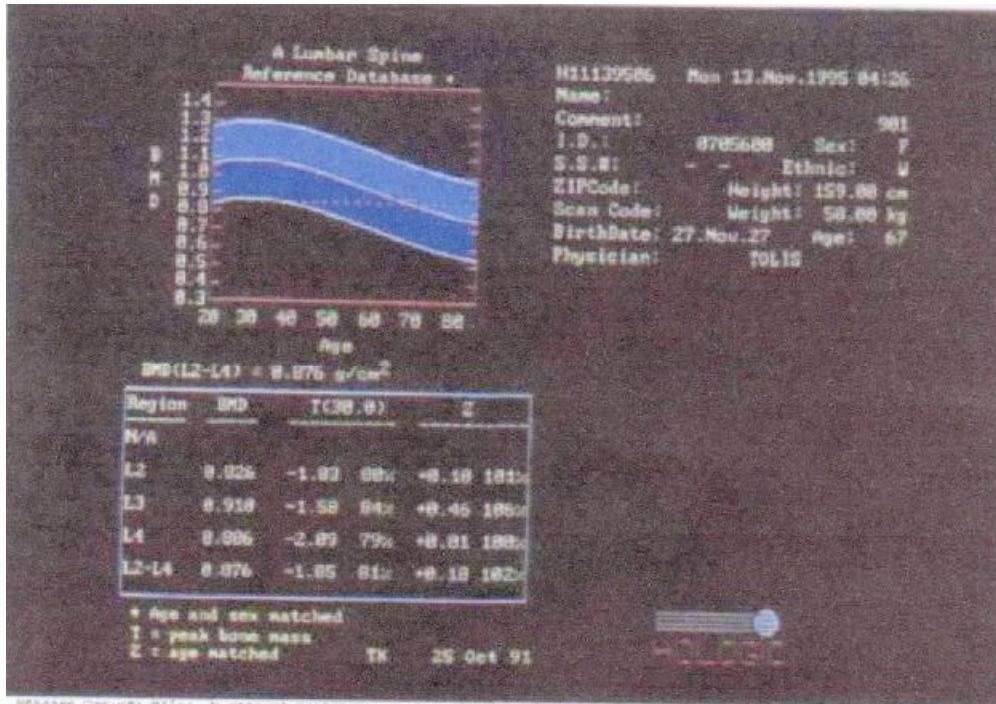 A Lumbar Spine
Reference Database *
1.4
1.3
1.2
1.1
1.0
0.9
0.8
0.7
0.6
0.5
0.4
0.3
B
M
D
20 30 40 50 60 70 80
Age
H11139506 Mon 13.Nov.1995 04:26
Name:
Comment:
901
I.D.: 0705600 Sex: F
S.S.#: - - Ethnic: W
ZIPCode: Height: 159.00 cm
Scan Code: Weight: 50.00 kg
BirthDate: 27.Nov.27 Age: 67
Physician: TOLIS
BMD(L2-L4) = 0.876 g/cm2
Region BMD T(30.0) Z
N/A
L2 0.826 -1.83 80% +0.10 101%
L3 0.910 -1.58 84% +0.46 106%
L4 0.886 -2.09 79% +0.01 100%
L2-L4 0.876 -1.85 81% +0.18 102%
* Age and sex matched
T = peak bone mass
Z = age matched TK 25 Oct 91
HOLOGIC